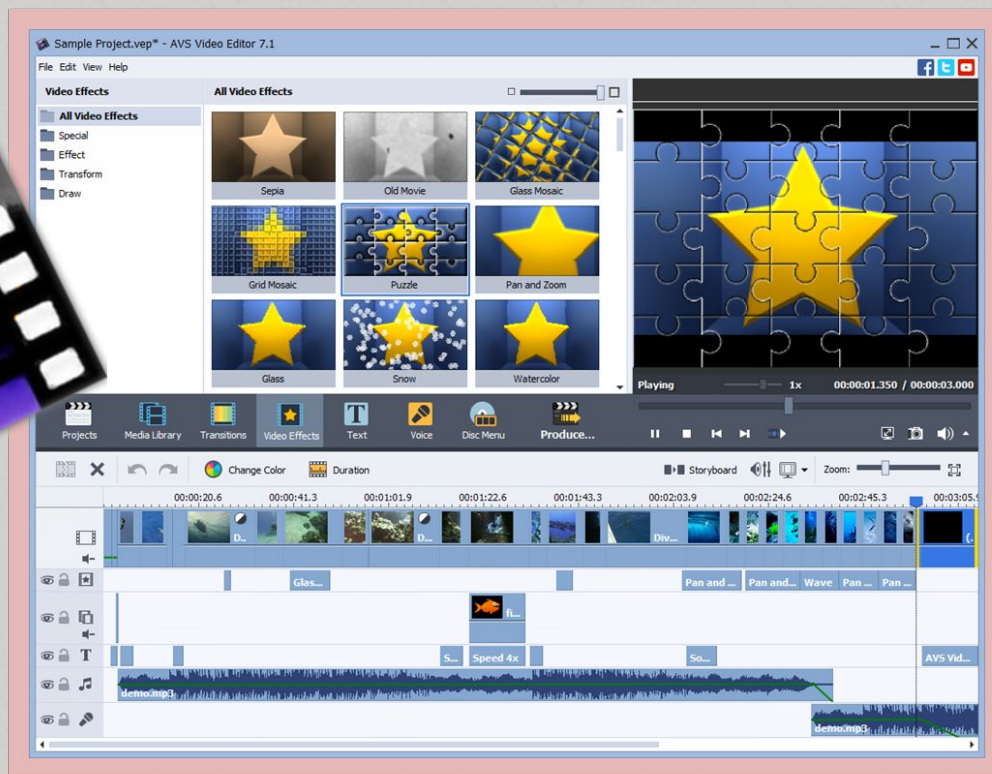 Sample Project.vep* - AVS Video Editor 7.1
File Edit View Help
Video Effects
All Video Effects
All Video Effects
Special
Effect
Transform
Draw
Sepia
Old Movie
Glass Mosaic
Grid Mosaic
Puzzle
Pan and Zoom
Glass
Snow
Watercolor
Playing
1x
00:00:01.350 / 00:00:03.000
Projects
Media Library
Transitions
Video Effects
Text
Voice
Disc Menu
Produce...
Change Color
Duration
Storyboard
Zoom:
00:00:20.6 00:00:41.3 00:01:01.9 00:01:22.6 00:01:43.3 00:02:03.9 00:02:24.6 00:02:45.3 00:03:05.9
D... D... Div... (.
Glas... Pan and ... Pan and... Wave Pan ... Pan ...
fi...
T S... Speed 4x So... AVS Vid...
demo.mp3
demo.mp3